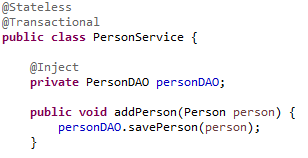 @Stateless
@Transactional
public class PersonService {
@Inject
private PersonDAO personDAO;
public void addPerson(Person person) {
personDAO.savePerson(person);
}